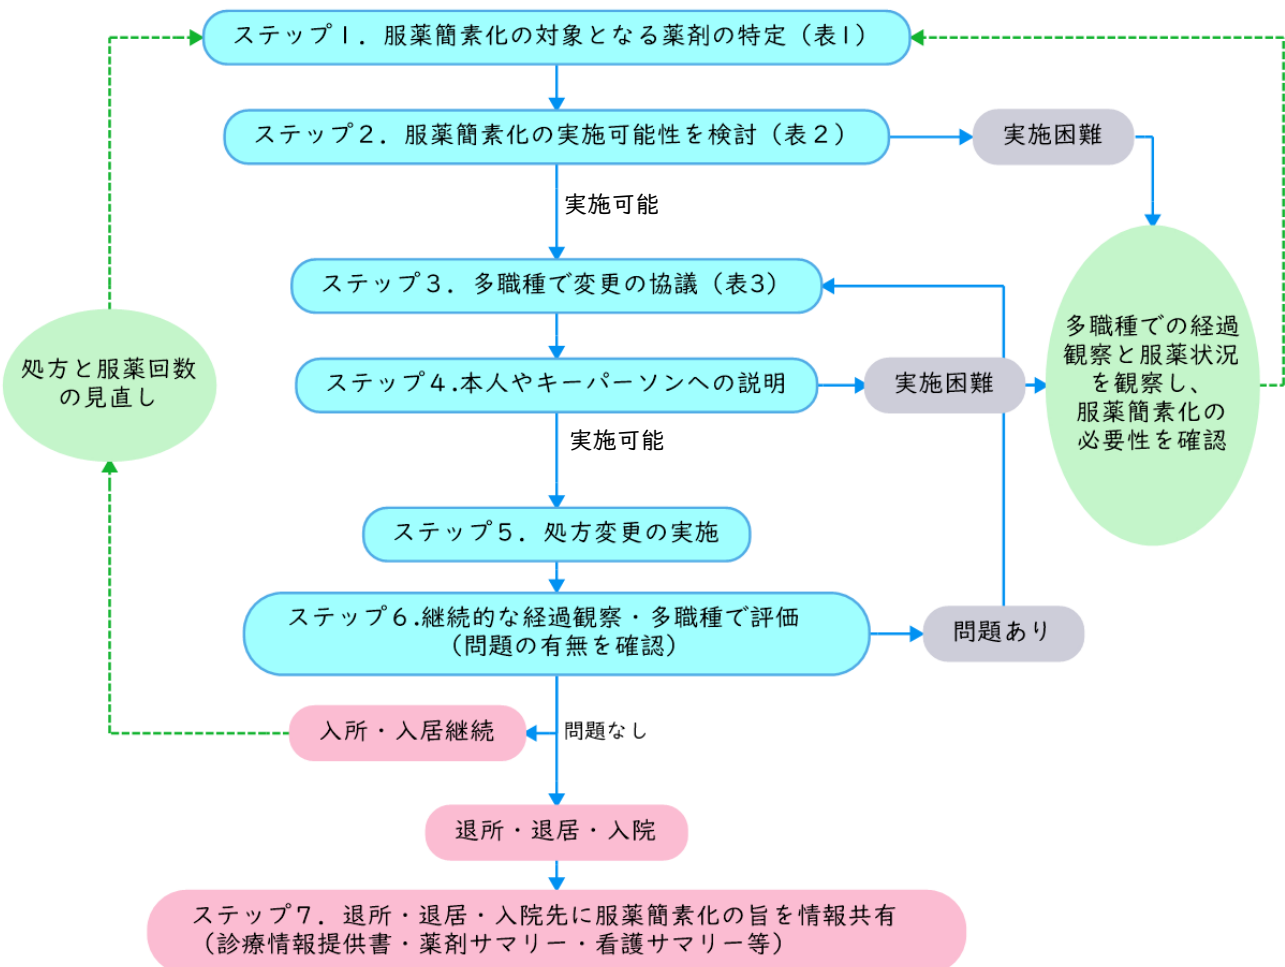 ステップ1．服薬簡素化の対象となる薬剤の特定（表1）
ステップ２．服薬簡素化の実施可能性を検討（表２）
実施困難
実施可能
ステップ３．多職種で変更の協議（表3）
多職種での経過
観察と服薬状況
を観察し、
服薬簡素化の
必要性を確認
処方と服薬回数
の見直し
ステップ４.本人やキーパーソンへの説明
実施困難
実施可能
ステップ５．処方変更の実施
ステップ６.継続的な経過観察・多職種で評価
（問題の有無を確認）
問題あり
入所・入居継続
問題なし
退所・退居・入院
ステップ７．退所・退居・入院先に服薬簡素化の旨を情報共有
（診療情報提供書・薬剤サマリー・看護サマリー等）